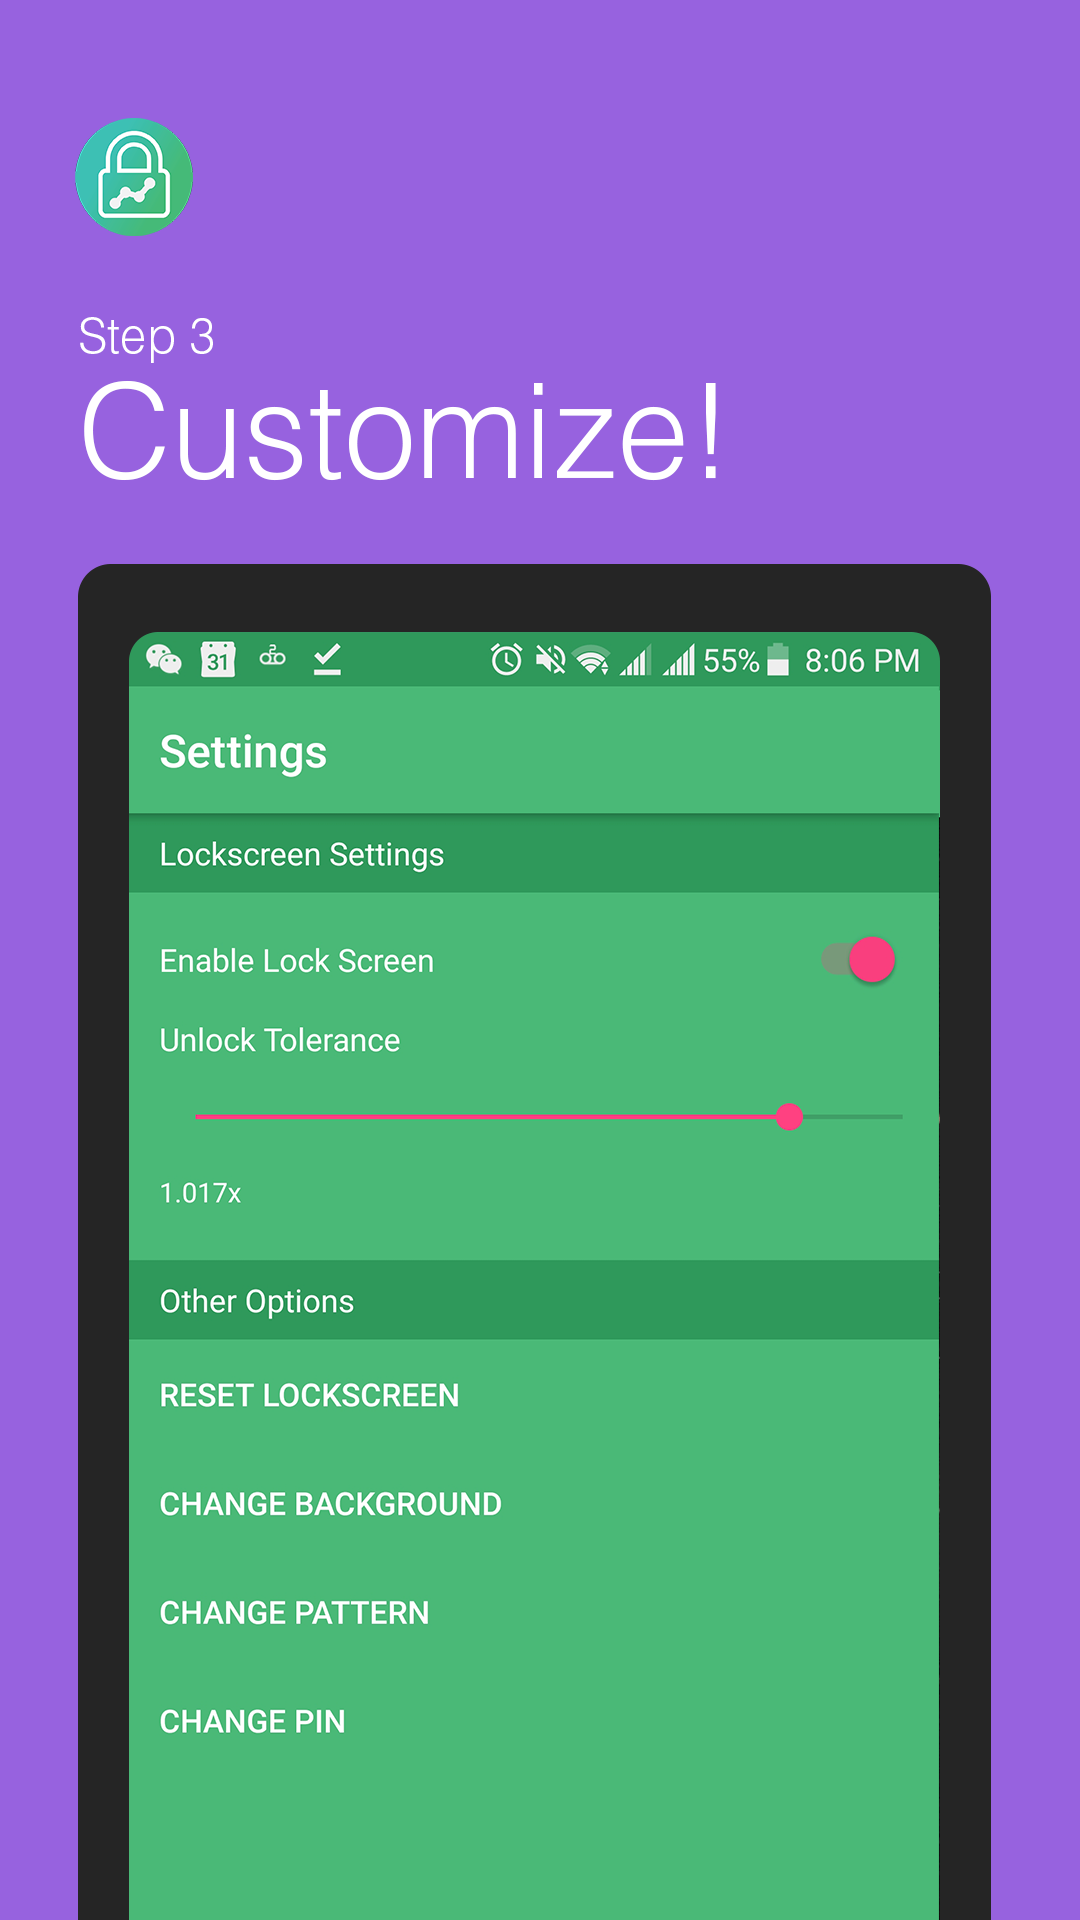 Step 3
Customize!
31 55% 8:06 PM
Settings
Lockscreen Settings
Enable Lock Screen
Unlock Tolerance
1.017x
Other Options
RESET LOCKSCREEN
CHANGE BACKGROUND
CHANGE PATTERN
CHANGE PIN